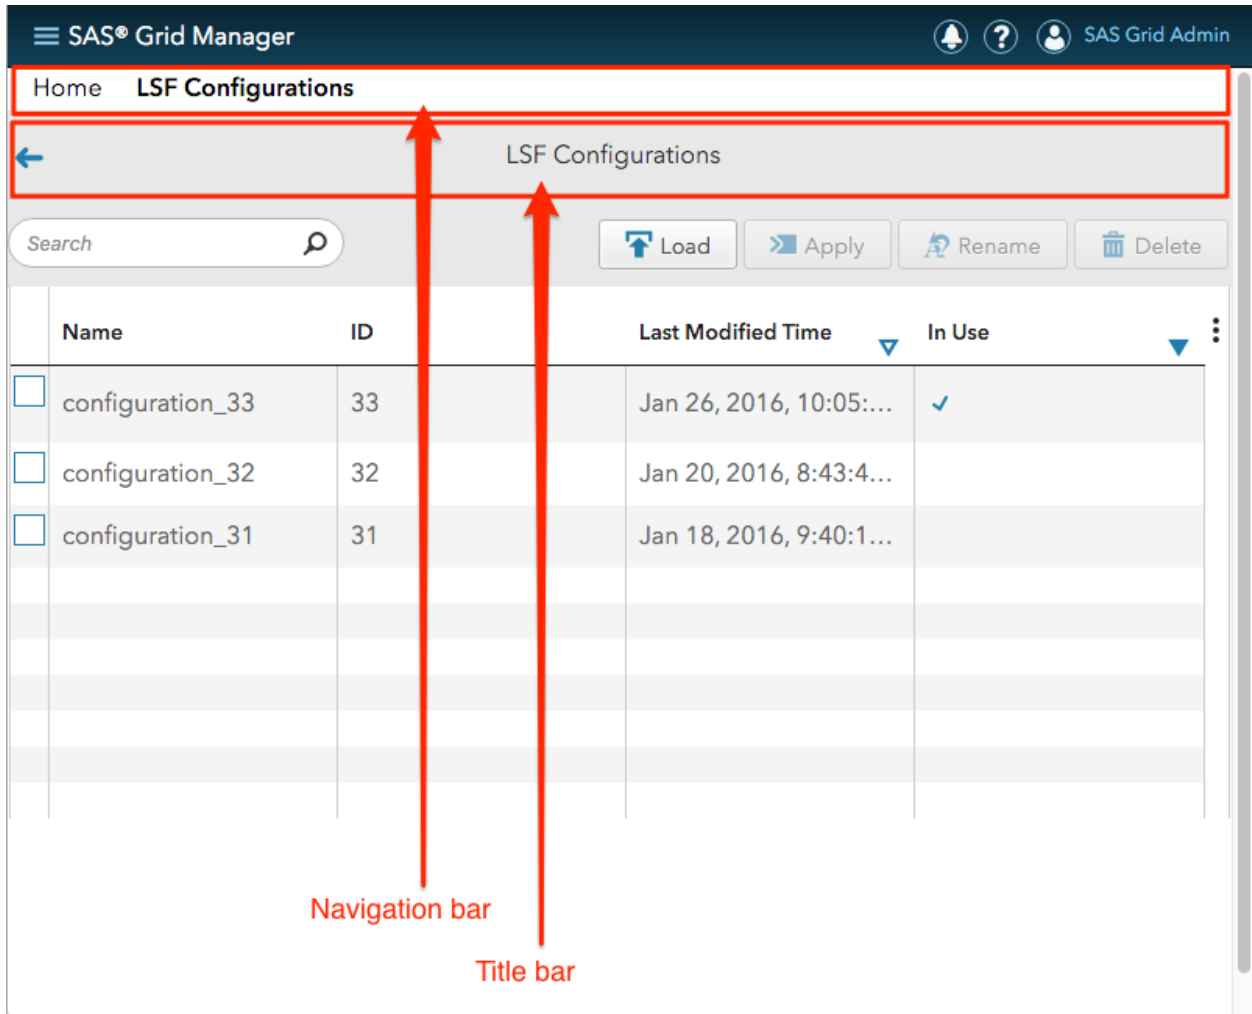 SAS® Grid Manager SAS Grid Admin
Home LSF Configurations
LSF Configurations
Search Load Apply Rename Delete
Name ID Last Modified Time In Use
configuration_33 33 Jan 26, 2016, 10:05:...
configuration_32 32 Jan 20, 2016, 8:43:4...
configuration_31 31 Jan 18, 2016, 9:40:1...
Navigation bar
Title bar